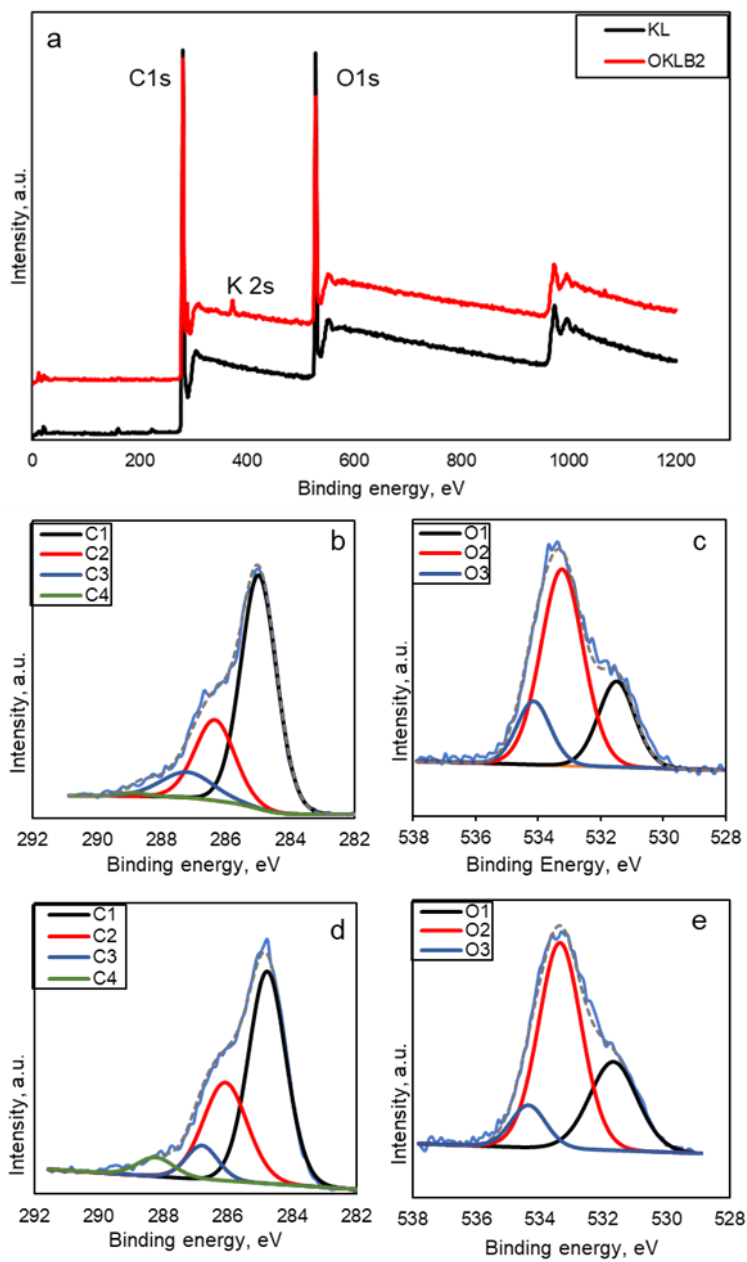 a
KL
OKLB2
C1s
O1s
K 2s
Intensity, a.u.
0 200 400 600 800 1000 1200
Binding energy, eV
b
C1
C2
C3
C4
Intensity, a.u.
292 290 288 286 284 282
Binding energy, eV
c
O1
O2
O3
Intensity, a.u.
538 536 534 532 530 528
Binding Energy, eV
d
C1
C2
C3
C4
Intensity, a.u.
292 290 288 286 284 282
Binding energy, eV
e
O1
O2
O3
Intensity, a.u.
538 536 534 532 530 528
Binding energy, eV